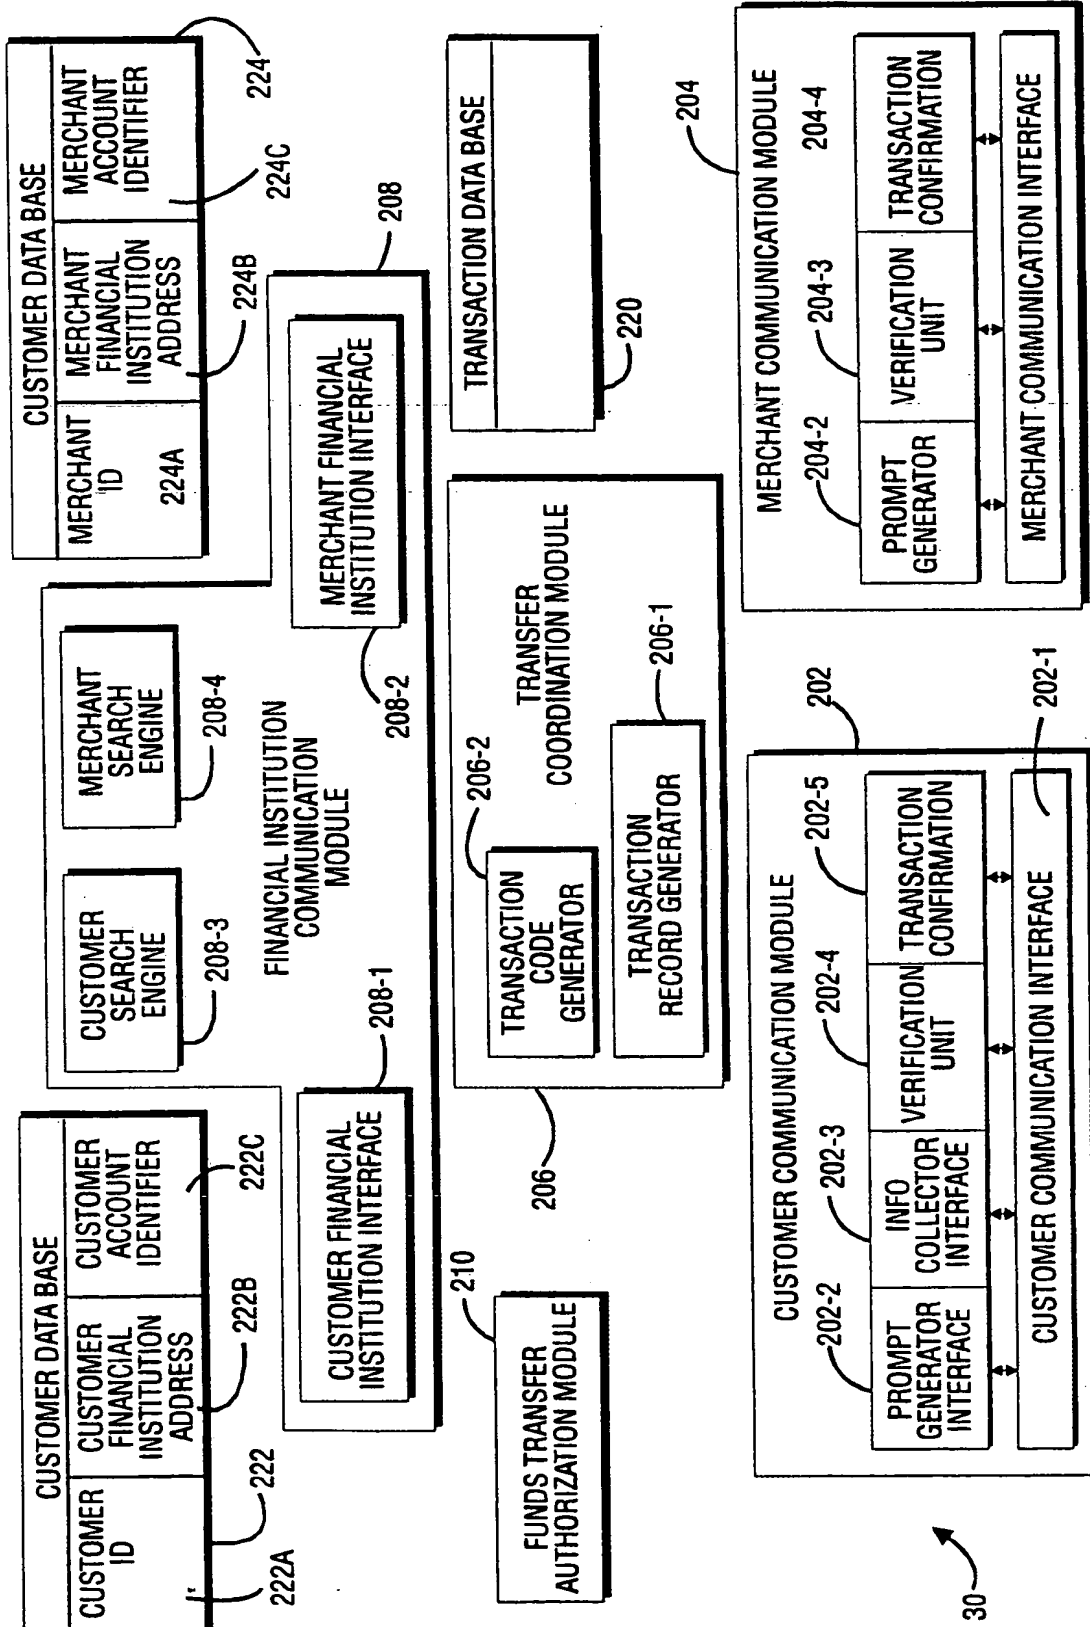 CUSTOMER DATA BASE
CUSTOMER
ID
222A
CUSTOMER
FINANCIAL
INSTITUTION
ADDRESS
222B
CUSTOMER
ACCOUNT
IDENTIFIER
222C
222
CUSTOMER
SEARCH
ENGINE
208-3
MERCHANT
SEARCH
ENGINE
208-4
CUSTOMER DATA BASE
MERCHANT
ID
224A
MERCHANT
FINANCIAL
INSTITUTION
ADDRESS
224B
MERCHANT
ACCOUNT
IDENTIFIER
224C
224
FINANCIAL INSTITUTION
COMMUNICATION
MODULE
208
CUSTOMER FINANCIAL
INSTITUTION INTERFACE
208-1
MERCHANT FINANCIAL
INSTITUTION INTERFACE
208-2
210
FUNDS TRANSFER
AUTHORIZATION MODULE
206
TRANSACTION
CODE
GENERATOR
206-2
TRANSFER
COORDINATION MODULE
TRANSACTION
RECORD GENERATOR
206-1
TRANSACTION DATA BASE
220
CUSTOMER COMMUNICATION MODULE
202
202-2
202-3
202-4
202-5
PROMPT
GENERATOR
INTERFACE
INFO
COLLECTOR
INTERFACE
VERIFICATION
UNIT
TRANSACTION
CONFIRMATION
CUSTOMER COMMUNICATION INTERFACE
202-1
MERCHANT COMMUNICATION MODULE
204
204-2
204-3
204-4
PROMPT
GENERATOR
VERIFICATION
UNIT
TRANSACTION
CONFIRMATION
MERCHANT COMMUNICATION INTERFACE
30